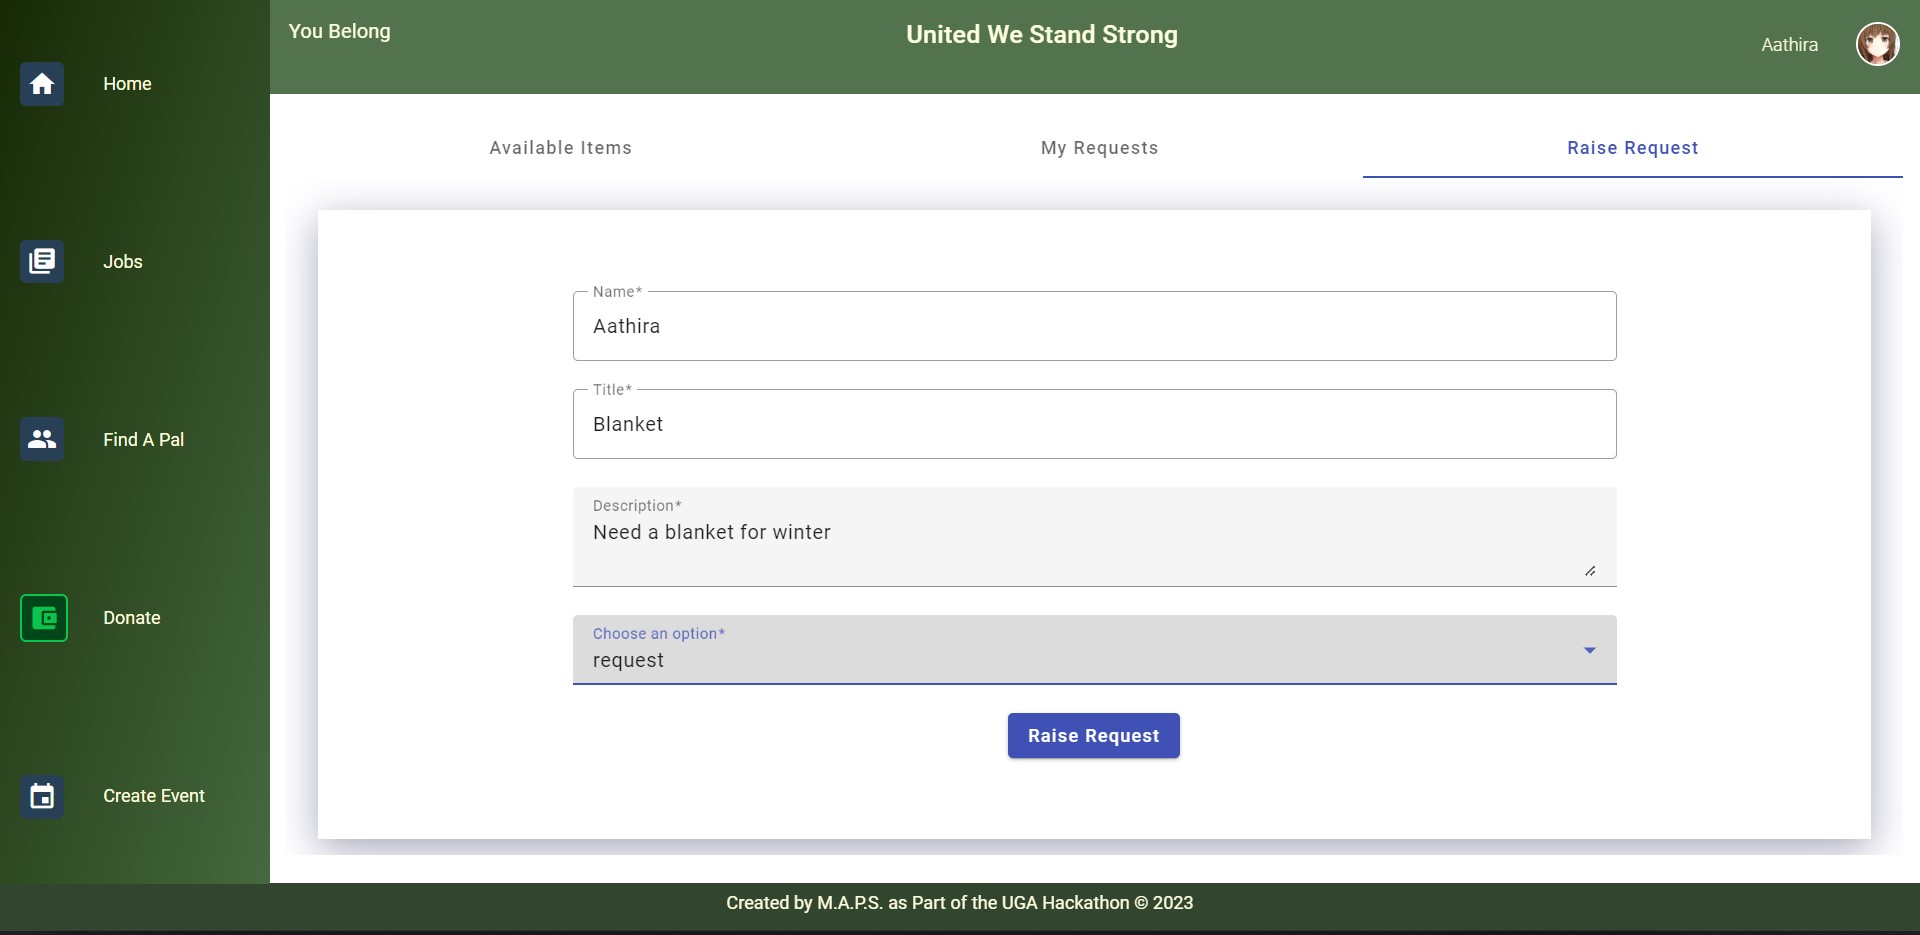 You Belong
United We Stand Strong
Aathira
Home
Jobs
Find A Pal
Donate
Create Event
Available Items
My Requests
Raise Request
Name*
Aathira
Title*
Blanket
Description*
Need a blanket for winter
Choose an option*
request
Raise Request
Created by M.A.P.S. as Part of the UGA Hackathon © 2023